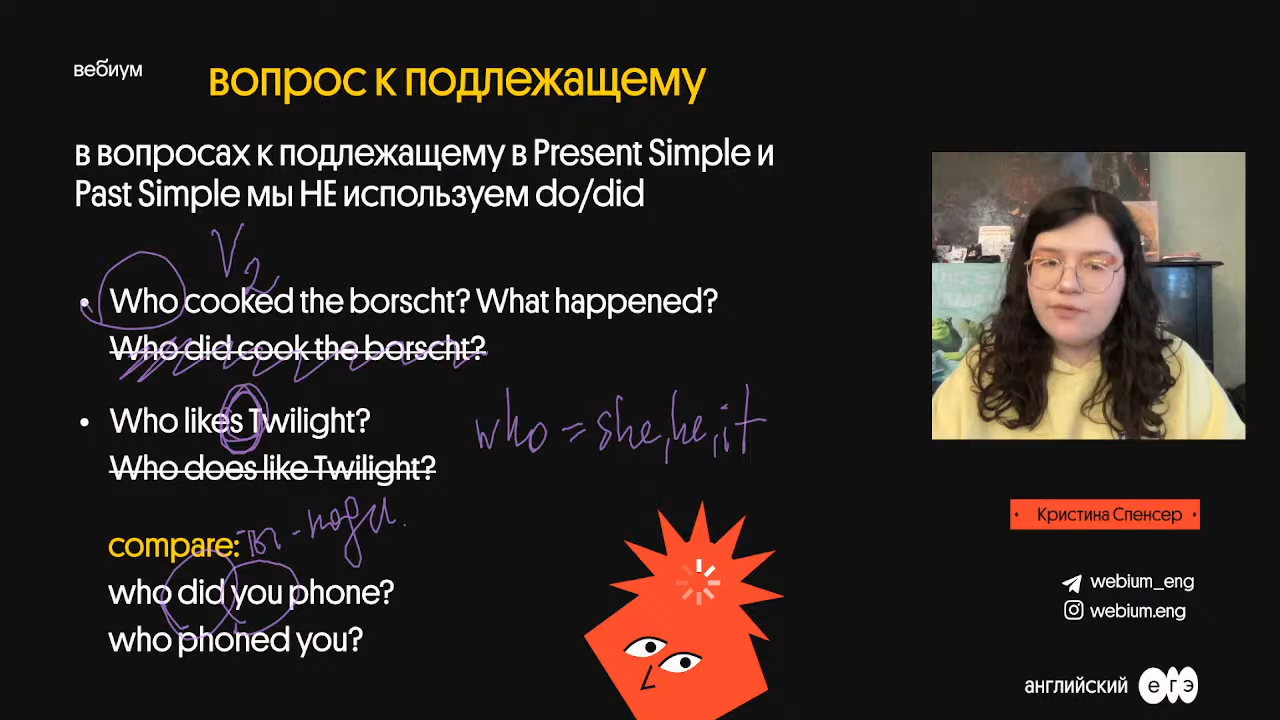 вебиум
вопрос к подлежащему
в вопросах к подлежащему в Present Simple и
Past Simple мы НЕ используем do/did
V2
• Who cooked the borscht? What happened?
Who did cook the borscht?
• Who likes Twilight?
who = she, he, it
Who does like Twilight?
compare:
who did you phone?
who phoned you?
• Кристина Спенсер •
webium_eng
webium.eng
английский егэ